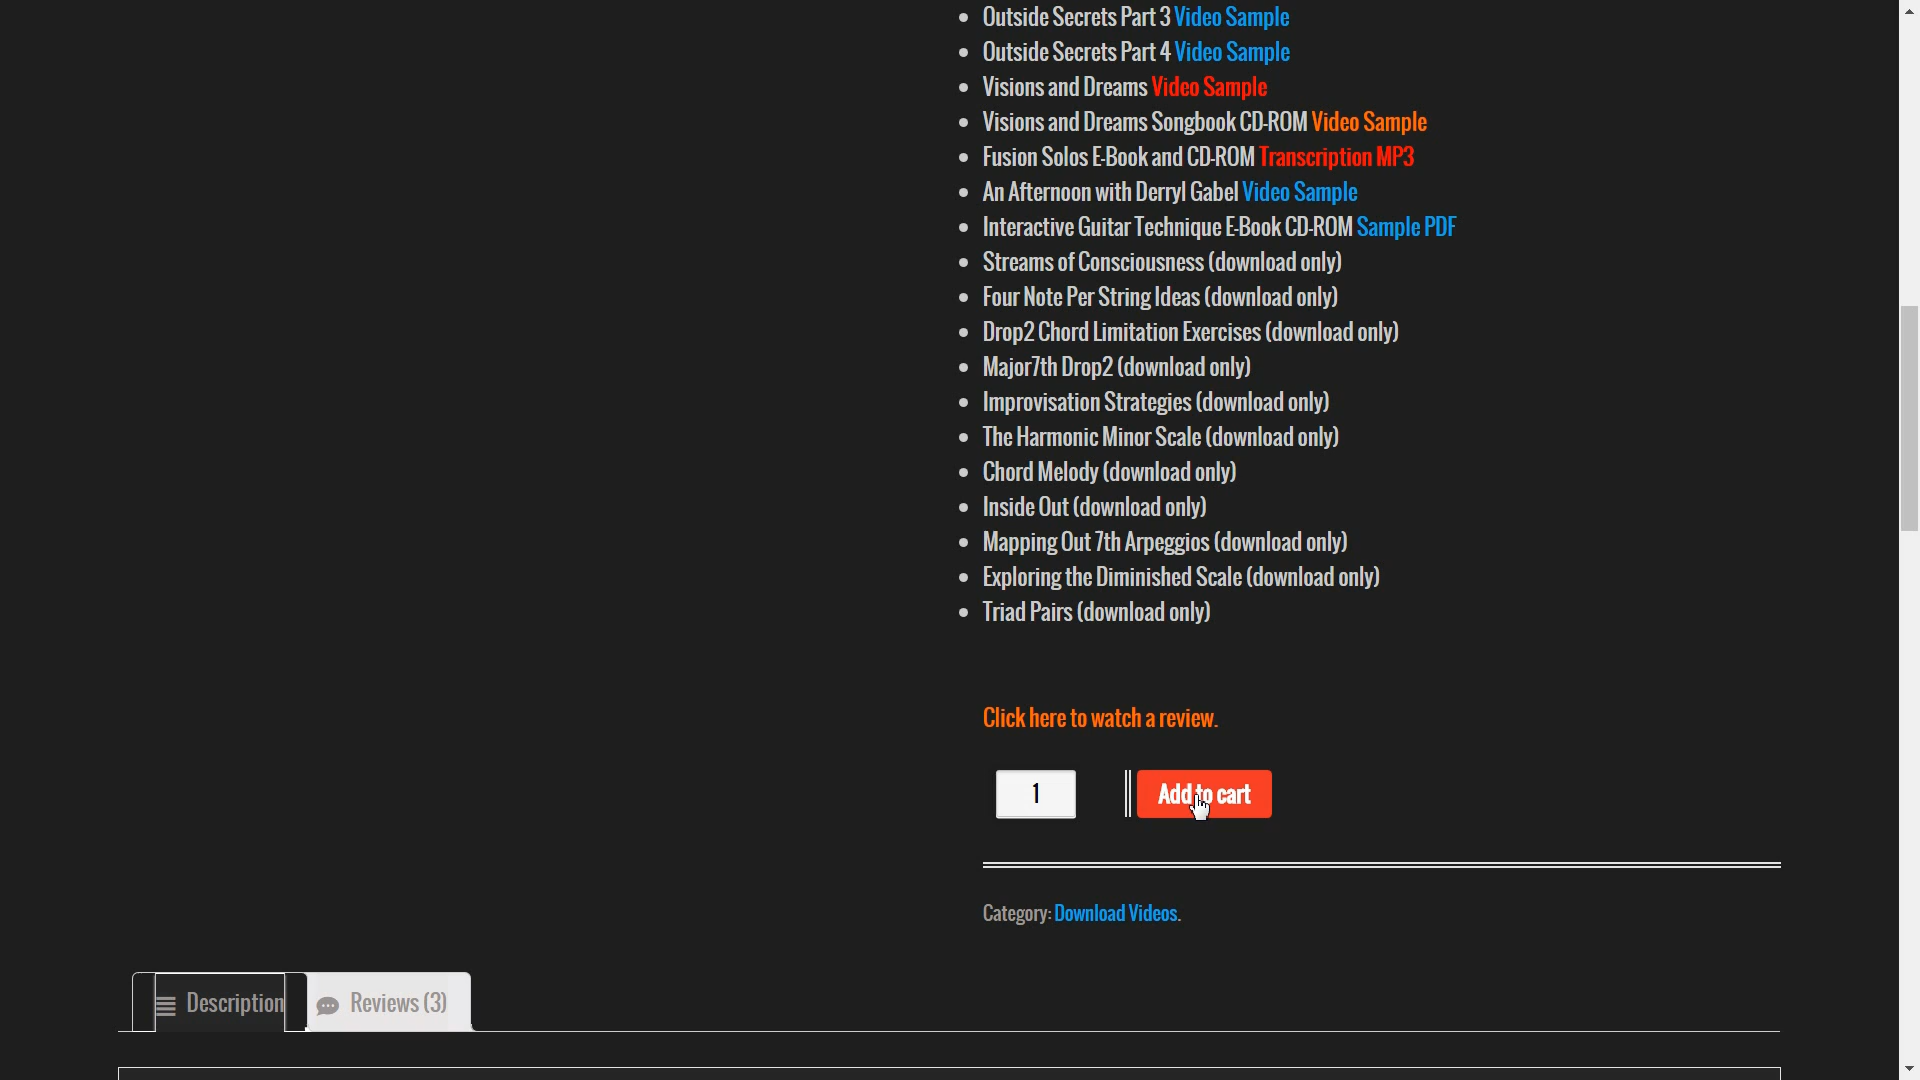 Outside Secrets Part 3 Video Sample
Outside Secrets Part 4 Video Sample
Visions and Dreams Video Sample
Visions and Dreams Songbook CD-ROM Video Sample
Fusion Solos E-Book and CD-ROM Transcription MP3
An Afternoon with Derryl Gabel Video Sample
Interactive Guitar Technique E-Book CD-ROM Sample PDF
Streams of Consciousness (download only)
Four Note Per String Ideas (download only)
Drop2 Chord Limitation Exercises (download only)
Major7th Drop2 (download only)
Improvisation Strategies (download only)
The Harmonic Minor Scale (download only)
Chord Melody (download only)
Inside Out (download only)
Mapping Out 7th Arpeggios (download only)
Exploring the Diminished Scale (download only)
Triad Pairs (download only)
Click here to watch a review.
1 Add to cart
Category: Download Videos.
Description Reviews (3)